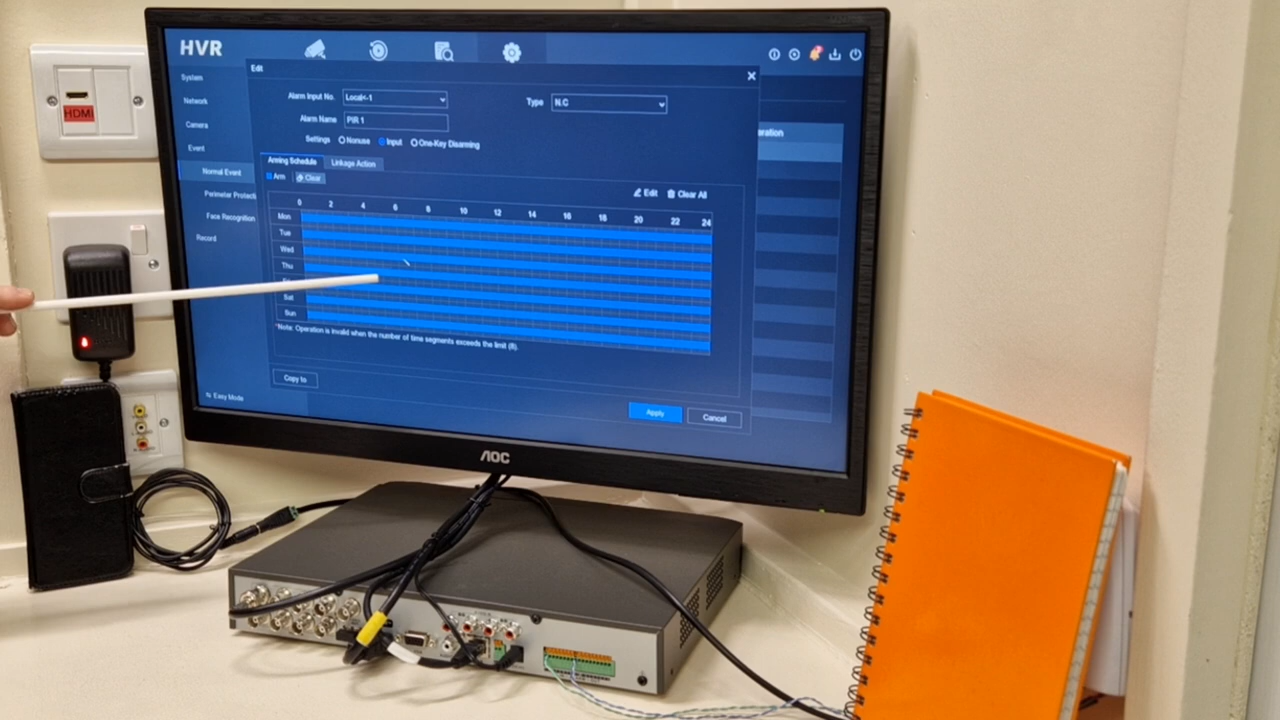 HVR
HDMI
System
Network
Camera
Event
Normal Event
Perimeter Protecti
Face Recognition
Record
Easy Mode
Edit
Alarm Input No. Local<-1
Type N.C
Alarm Name PIR 1
Settings Nonuse Input One-Key Disarming
Arming Schedule Linkage Action
Arm Clear
Edit Clear All
0 2 4 6 8 10 12 14 16 18 20 22 24
Mon
Tue
Wed
Thu
Sat
Sun
*Note: Operation is invalid when the number of time segments exceeds the limit (8).
Copy to
Apply Cancel
eration
AOC